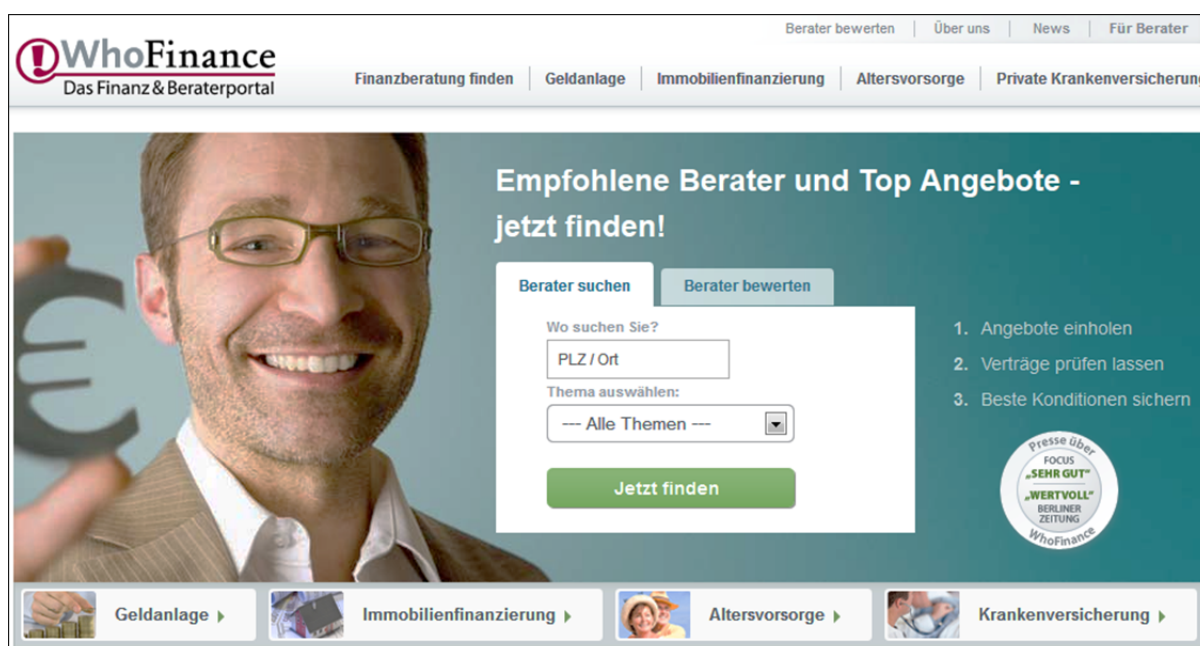 Berater bewerten
Über uns
News
Für Berater
WhoFinance
Das Finanz & Beraterportal
Finanzberatung finden
Geldanlage
Immobilienfinanzierung
Altersvorsorge
Private Krankenversicherung
Empfohlene Berater und Top Angebote -
jetzt finden!
Berater suchen
Berater bewerten
Wo suchen Sie?
PLZ / Ort
Thema auswählen:
--- Alle Themen ---
Jetzt finden
1. Angebote einholen
2. Verträge prüfen lassen
3. Beste Konditionen sichern
Presse über
FOCUS
„SEHR GUT"
„WERTVOLL"
BERLINER
ZEITUNG
WhoFinance
€
Geldanlage
Immobilienfinanzierung
Altersvorsorge
Krankenversicherung